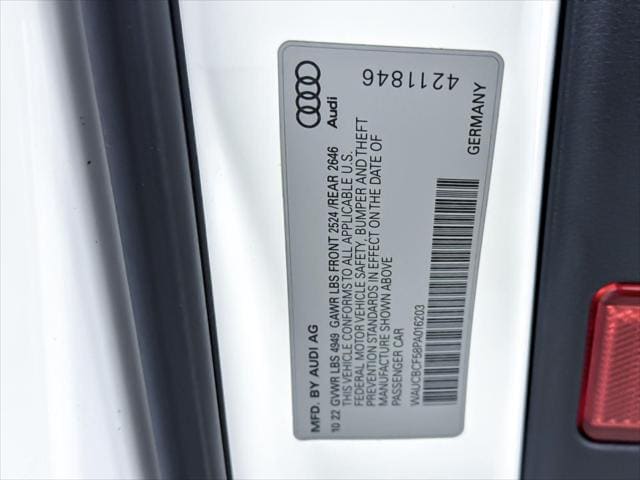 MFD. BY AUDI AG
10 22 GVWR LBS 4949 GAWR LBS FRONT 2524 /REAR 2646
THIS VEHICLE CONFORMS TO ALL APPLICABLE U.S.
FEDERAL MOTOR VEHICLE SAFETY, BUMPER AND THEFT
PREVENTION STANDARDS IN EFFECT ON THE DATE OF
MANUFACTURE SHOWN ABOVE
PASSENGER CAR
WAUCBCF58PA016203
Audi
4211846
GERMANY